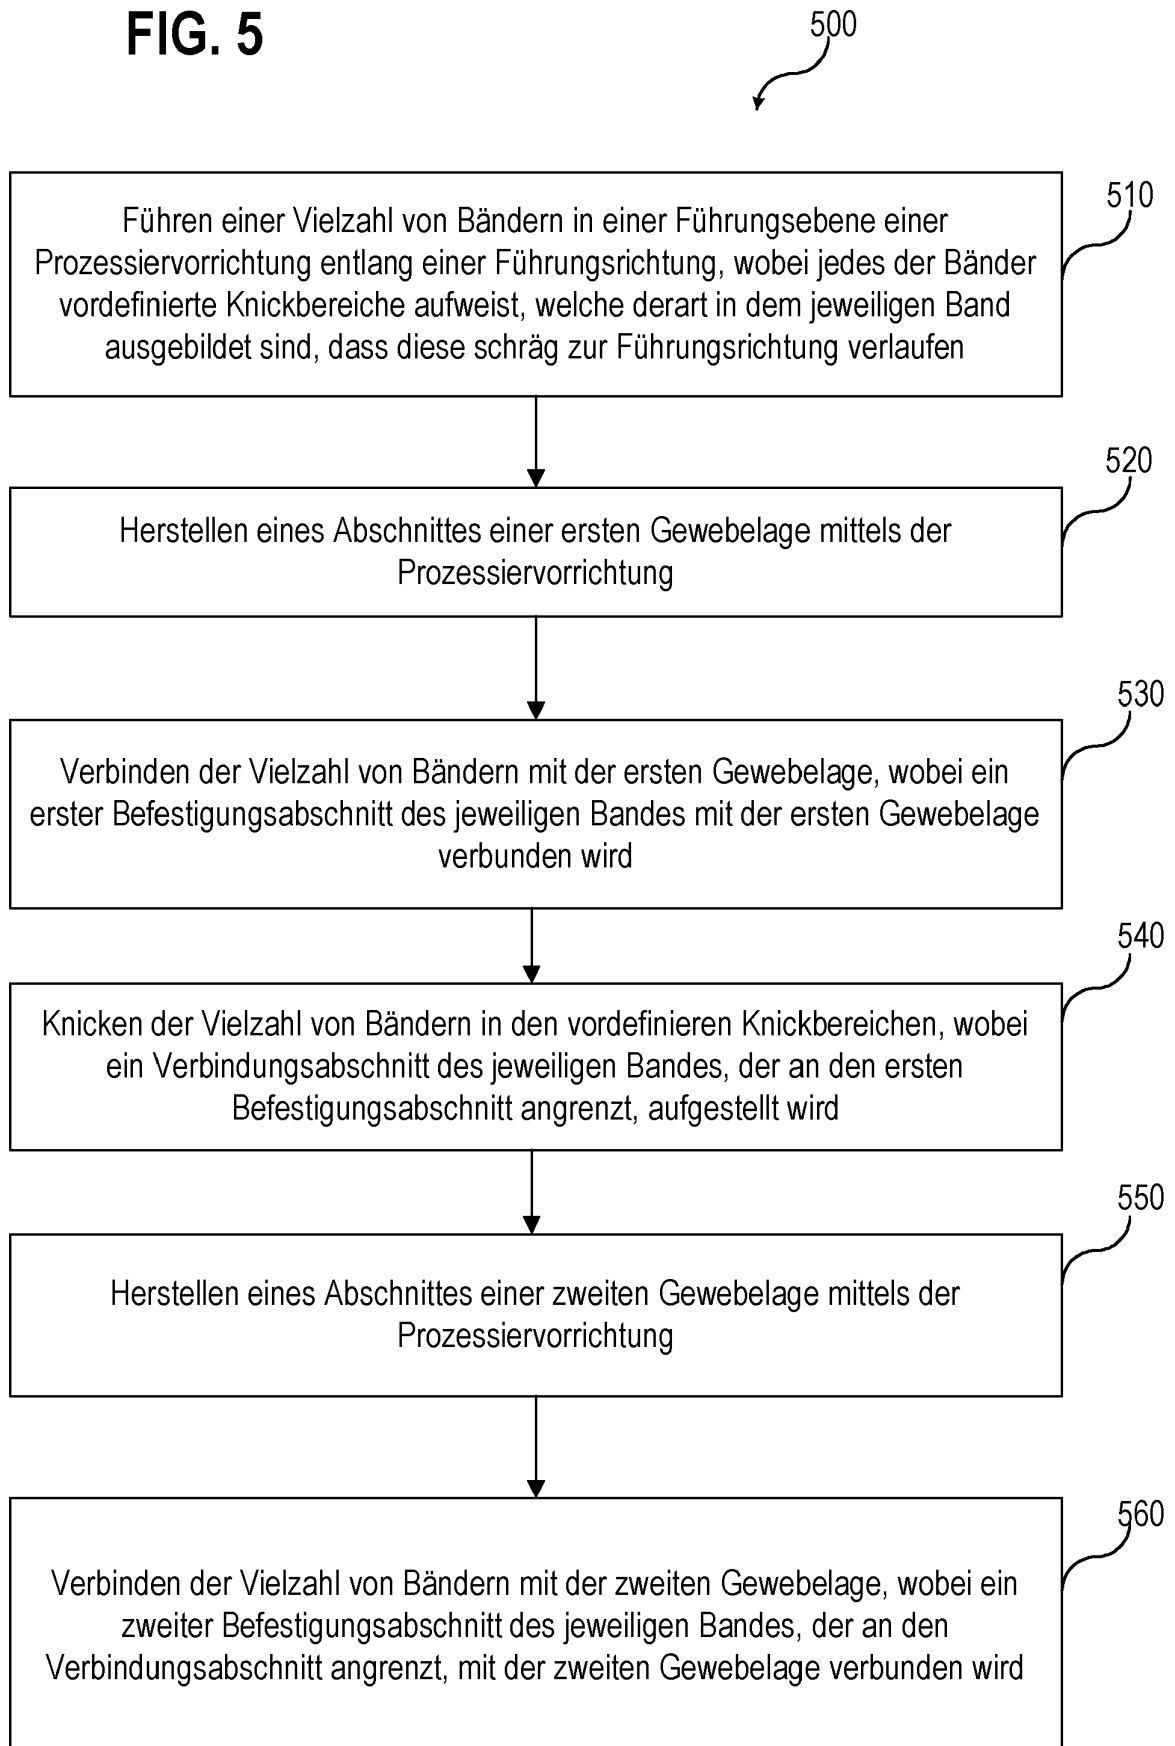 FIG. 5
500
510
Führen einer Vielzahl von Bändern in einer Führungsebene einer
Prozessiervorrichtung entlang einer Führungsrichtung, wobei jedes der Bänder
vordefinierte Knickbereiche aufweist, welche derart in dem jeweiligen Band
ausgebildet sind, dass diese schräg zur Führungsrichtung verlaufen
520
Herstellen eines Abschnittes einer ersten Gewebelage mittels der
Prozessiervorrichtung
530
Verbinden der Vielzahl von Bändern mit der ersten Gewebelage, wobei ein
erster Befestigungsabschnitt des jeweiligen Bandes mit der ersten Gewebelage
verbunden wird
540
Knicken der Vielzahl von Bändern in den vordefinieren Knickbereichen, wobei
ein Verbindungsabschnitt des jeweiligen Bandes, der an den ersten
Befestigungsabschnitt angrenzt, aufgestellt wird
550
Herstellen eines Abschnittes einer zweiten Gewebelage mittels der
Prozessiervorrichtung
560
Verbinden der Vielzahl von Bändern mit der zweiten Gewebelage, wobei ein
zweiter Befestigungsabschnitt des jeweiligen Bandes, der an den
Verbindungsabschnitt angrenzt, mit der zweiten Gewebelage verbunden wird